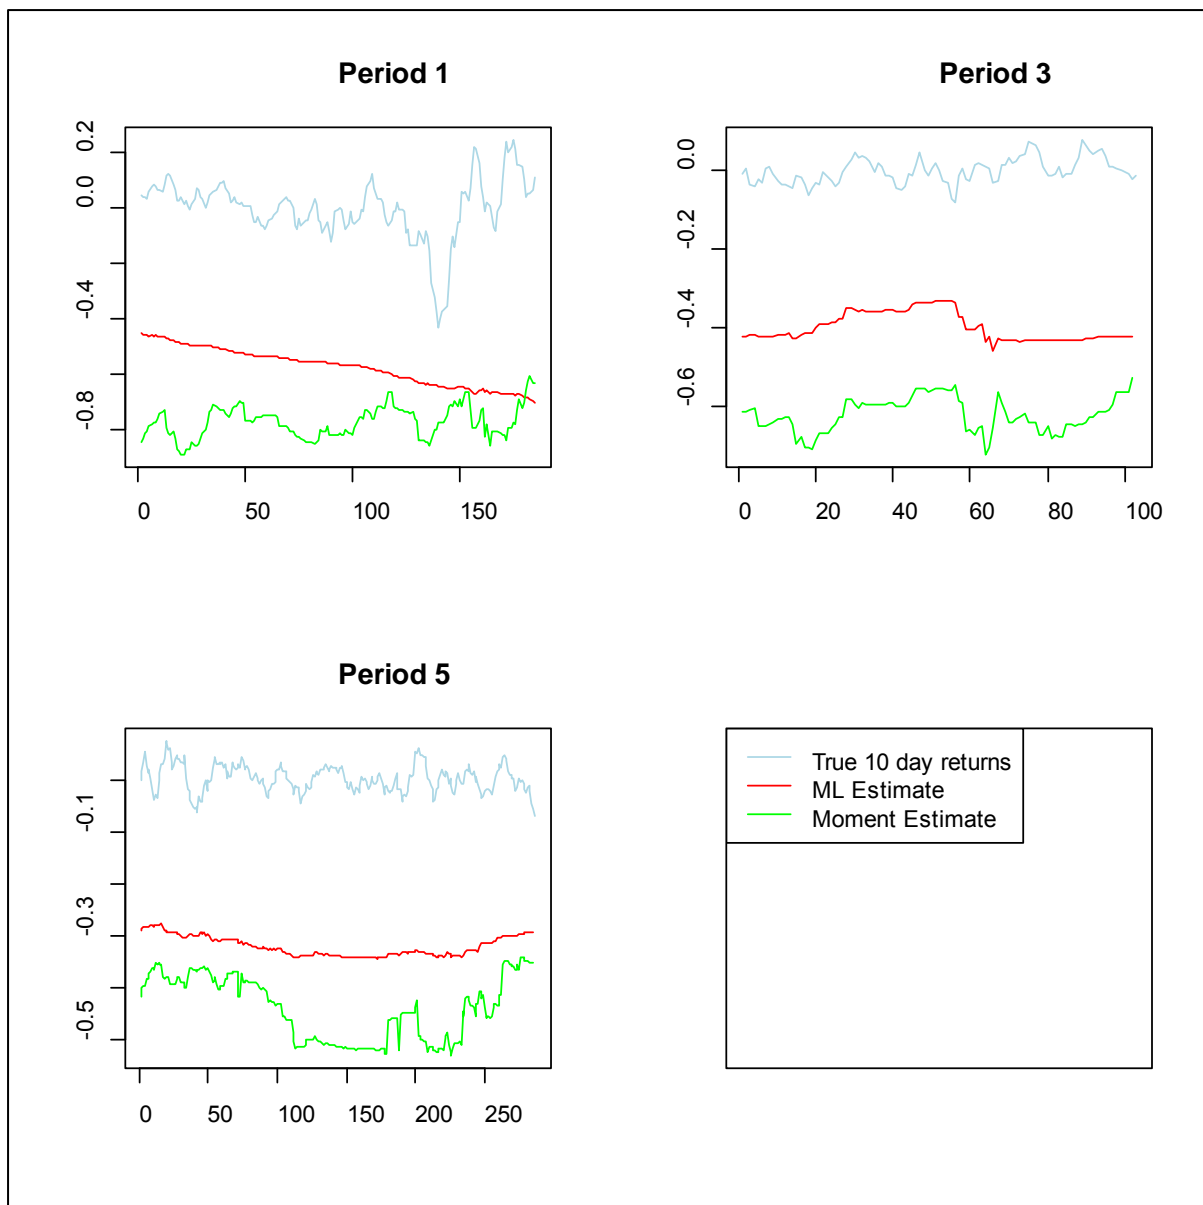 Period 1
0.2
0.0
-0.4
-0.8
0 50 100 150
Period 3
0.0
-0.2
-0.4
-0.6
0 20 40 60 80 100
Period 5
-0.1
-0.3
-0.5
0 50 100 150 200 250
True 10 day returns
ML Estimate
Moment Estimate